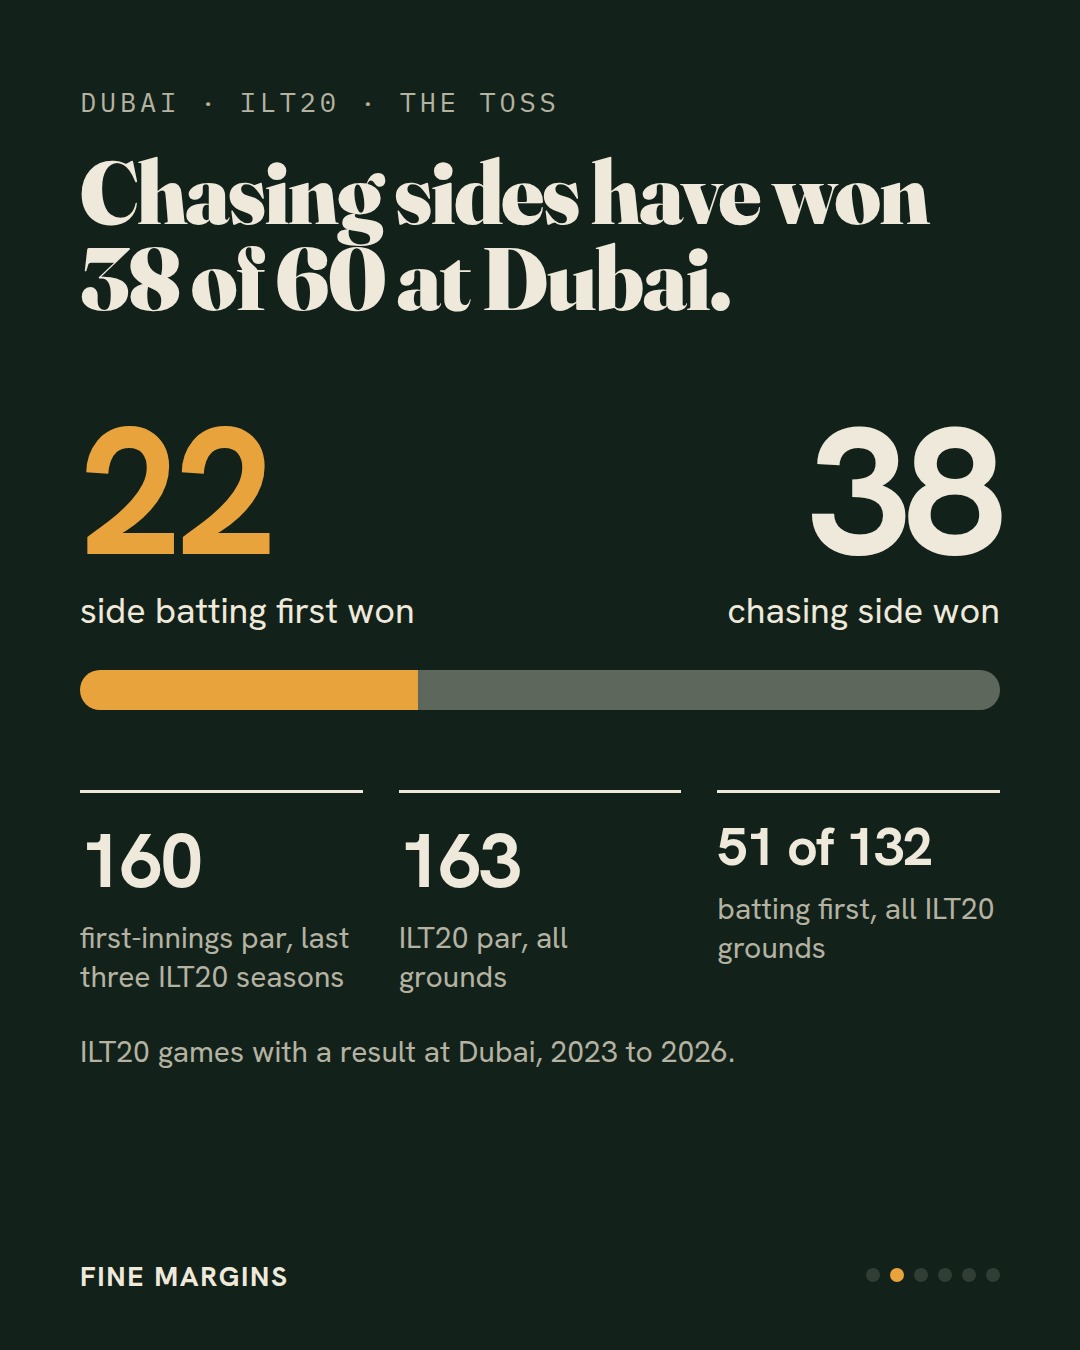 DUBAI · ILT20 · THE TOSS
Chasing sides have won
38 of 60 at Dubai.
22
side batting first won
38
chasing side won
160
first-innings par, last
three ILT20 seasons
163
ILT20 par, all
grounds
51 of 132
batting first, all ILT20
grounds
ILT20 games with a result at Dubai, 2023 to 2026.
FINE MARGINS